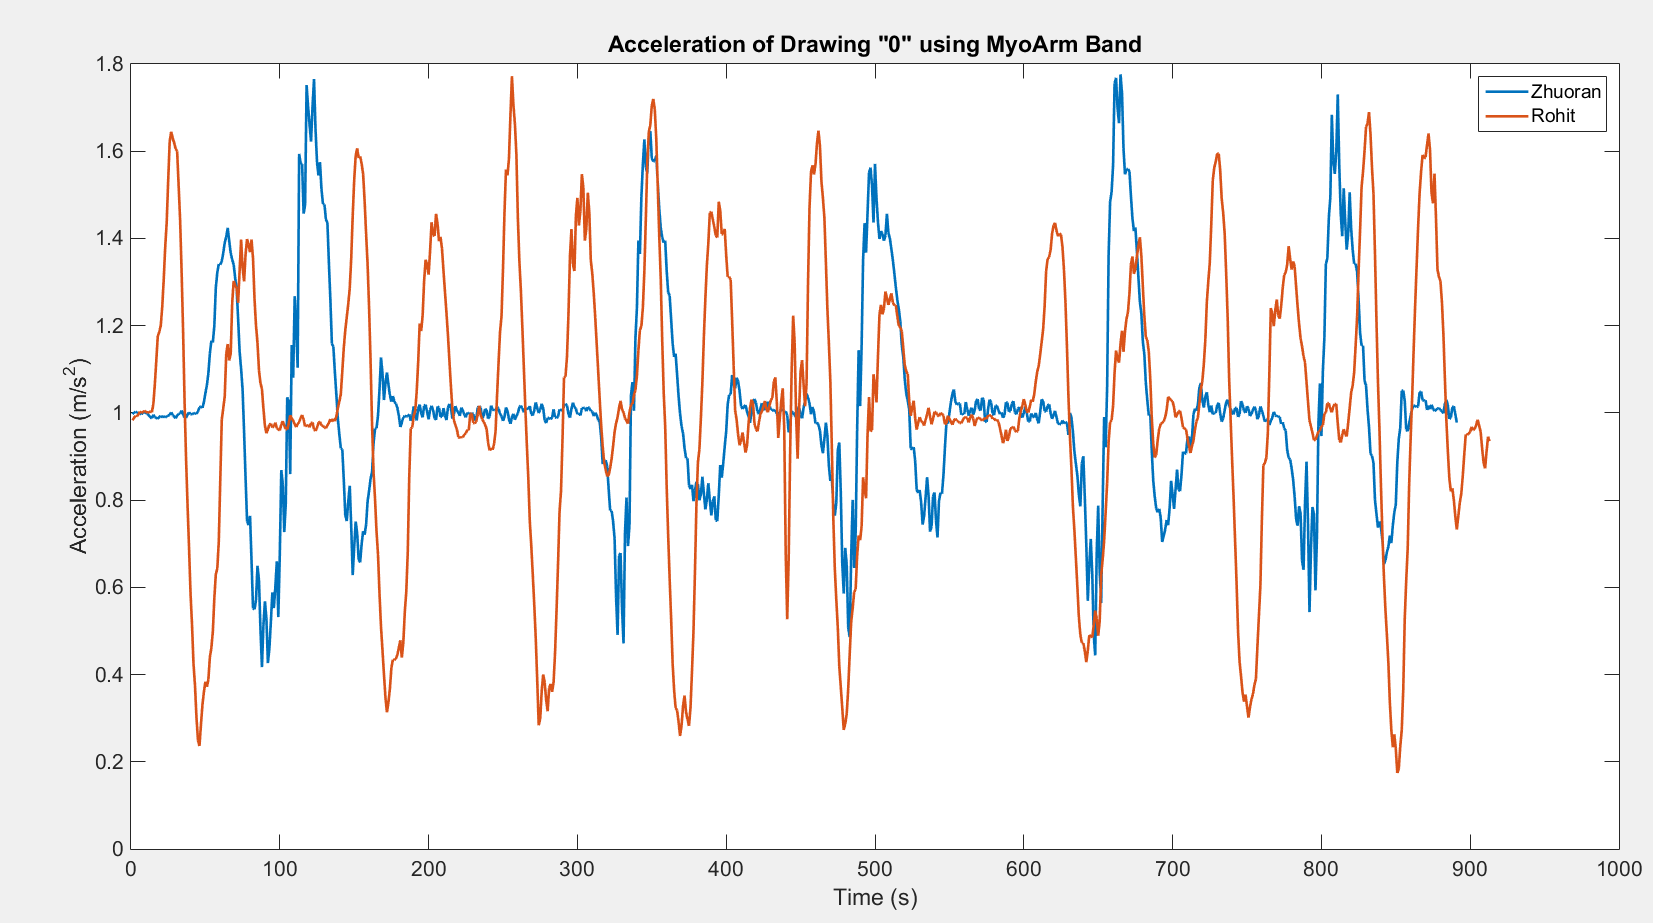 Acceleration of Drawing "0" using MyoArm Band
Zhuoran
Rohit
Acceleration (m/s²)
1.8
1.6
1.4
1.2
1
0.8
0.6
0.4
0.2
0
0 100 200 300 400 500 600 700 800 900 1000
Time (s)